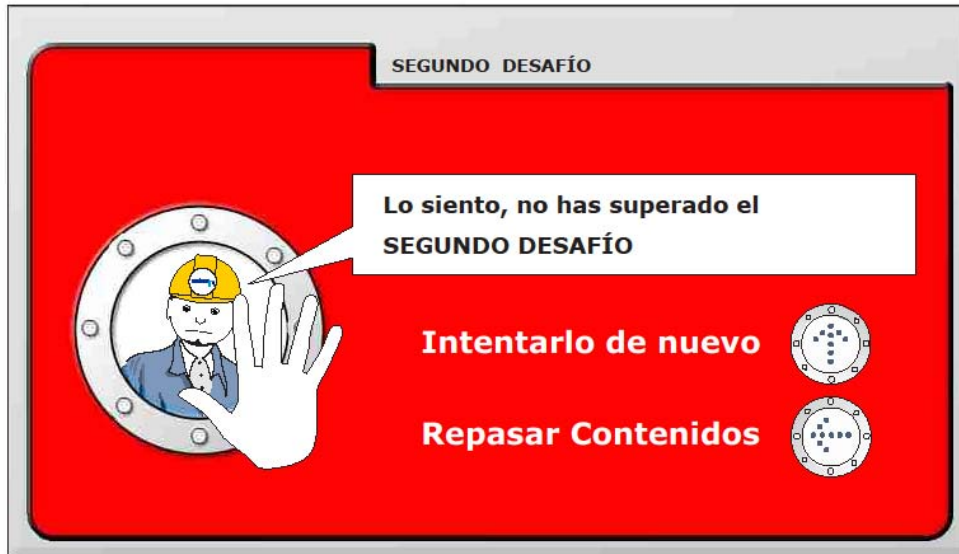 SEGUNDO DESAFÍO
Lo siento, no has superado el
SEGUNDO DESAFÍO
Intentarlo de nuevo
Repasar Contenidos